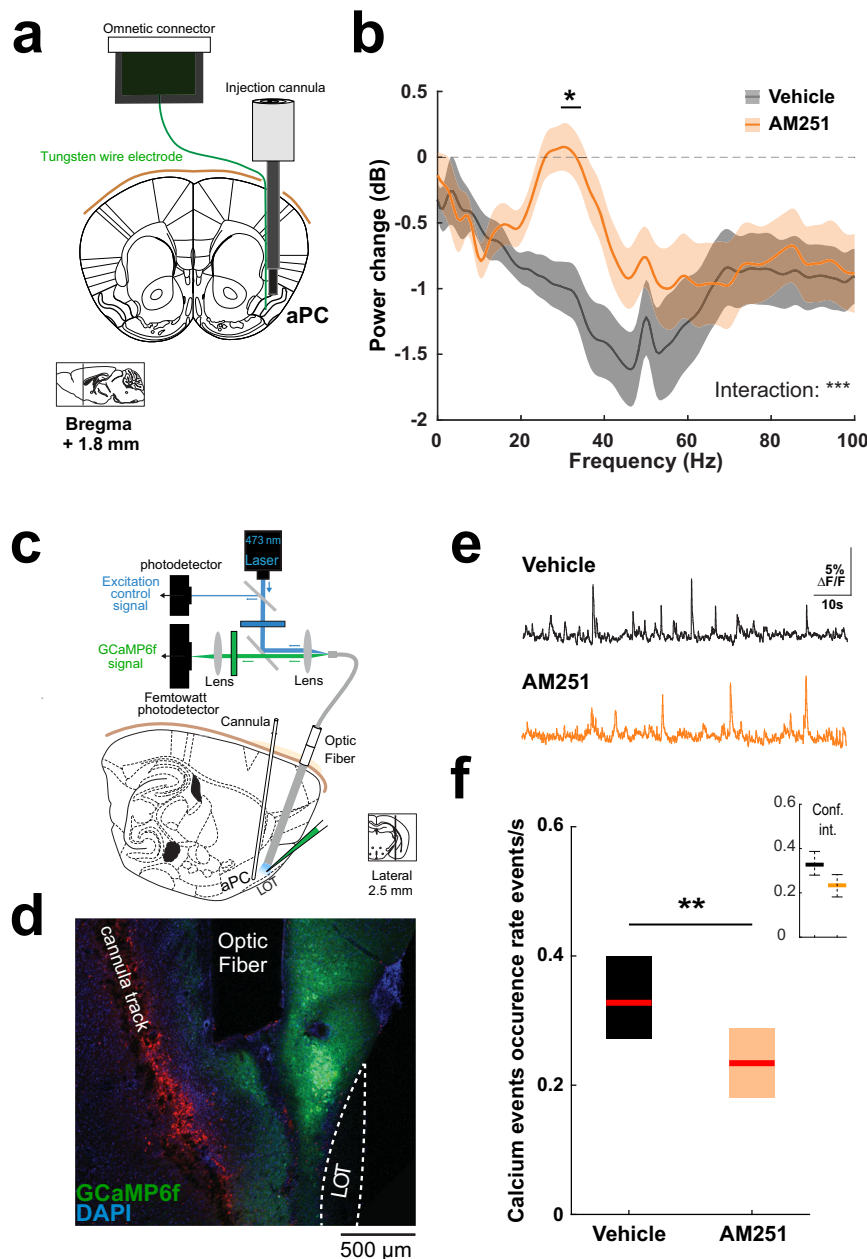 a
Omnetic connector
Injection cannula
Tungsten wire electrode
aPC
Bregma
+ 1.8 mm
b
Vehicle
AM251
*
0.5
0
-0.5
-1
-1.5
-2
Power change (dB)
Interaction: ***
0
20
40
60
80
100
Frequency (Hz)
c
473 nm
Laser
photodetector
Excitation
control
signal
GCaMP6f
signal
Lens
Lens
Femtowatt
photodetector
Cannula
Optic
Fiber
aPC
LOT
Lateral
2.5 mm
d
cannula track
Optic
Fiber
LOT
GCaMP6f
DAPI
500 µm
e
Vehicle
5%
ΔF/F
10s
AM251
f
0.6
0.4
0.2
0
Calcium events occurence rate events/s
**
Vehicle
AM251
0.6
0.4
0.2
0
Conf.
int.